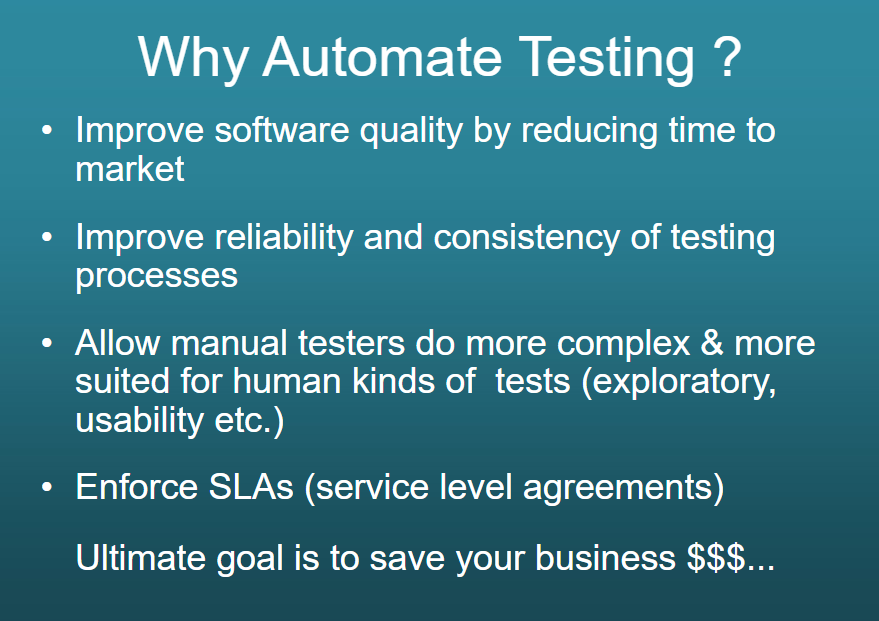 Why Automate Testing ?
• Improve software quality by reducing time to
market
• Improve reliability and consistency of testing
processes
• Allow manual testers do more complex & more
suited for human kinds of  tests (exploratory,
usability etc.)
• Enforce SLAs (service level agreements)
Ultimate goal is to save your business $$$...